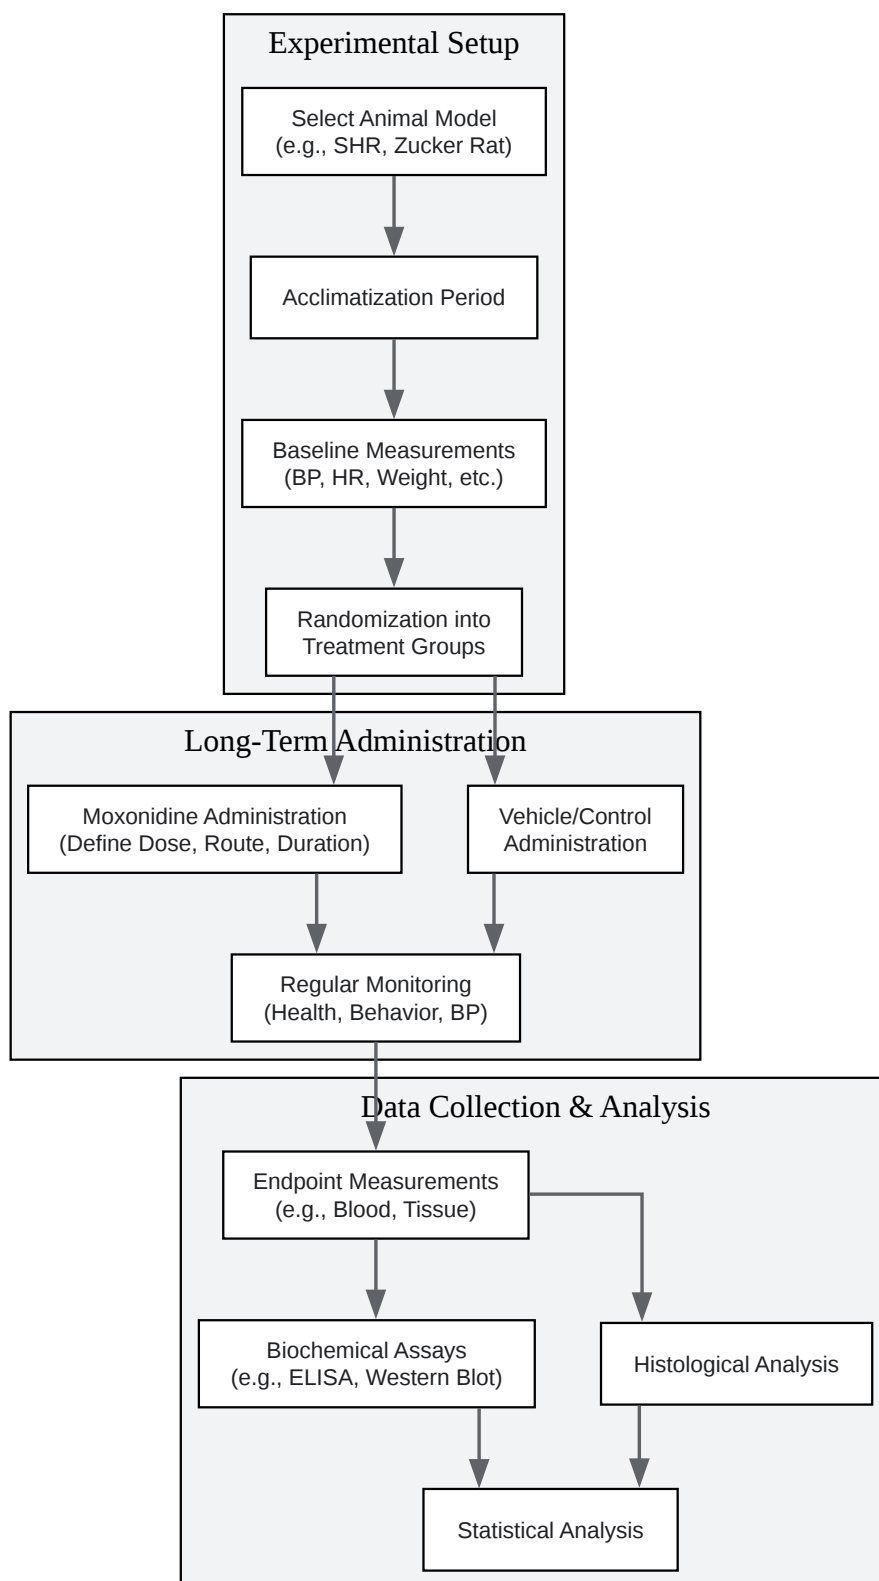 Experimental Setup
Select Animal Model
(e.g., SHR, Zucker Rat)
Acclimatization Period
Baseline Measurements
(BP, HR, Weight, etc.)
Randomization into
Treatment Groups
Long-Term Administration
Moxonidine Administration
(Define Dose, Route, Duration)
Vehicle/Control
Administration
Regular Monitoring
(Health, Behavior, BP)
Data Collection & Analysis
Endpoint Measurements
(e.g., Blood, Tissue)
Biochemical Assays
(e.g., ELISA, Western Blot)
Histological Analysis
Statistical Analysis